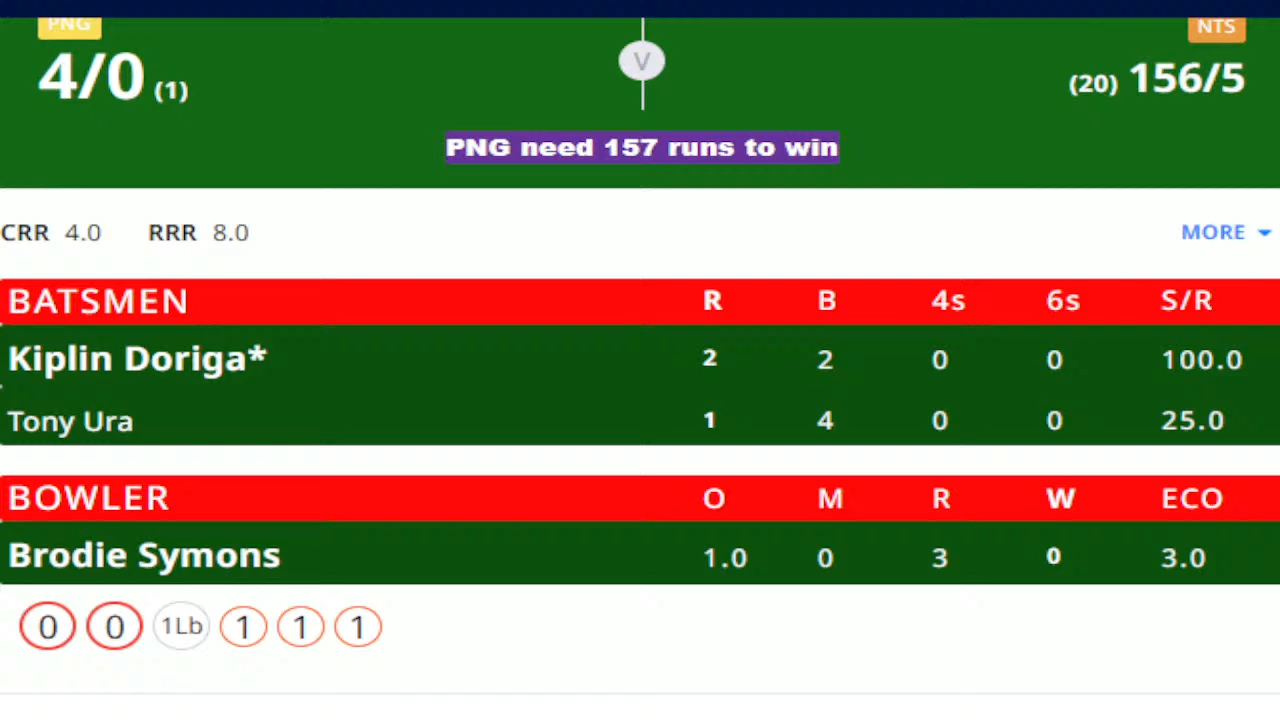 PNG NTS
4/0 (1) V (20) 156/5
PNG need 157 runs to win
CRR 4.0 RRR 8.0 MORE
BATSMEN R B 4s 6s S/R
Kiplin Doriga* 2 2 0 0 100.0
Tony Ura 1 4 0 0 25.0
BOWLER O M R W ECO
Brodie Symons 1.0 0 3 0 3.0
0 0 1Lb 1 1 1